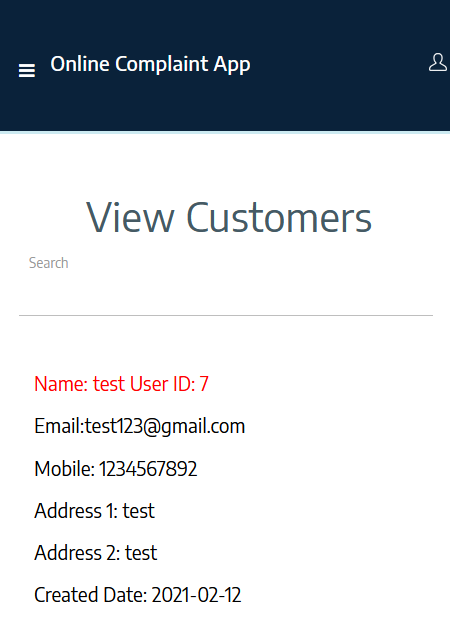 Online Complaint App
View Customers
Search
Name: test User ID: 7
Email:test123@gmail.com
Mobile: 1234567892
Address 1: test
Address 2: test
Created Date: 2021-02-12